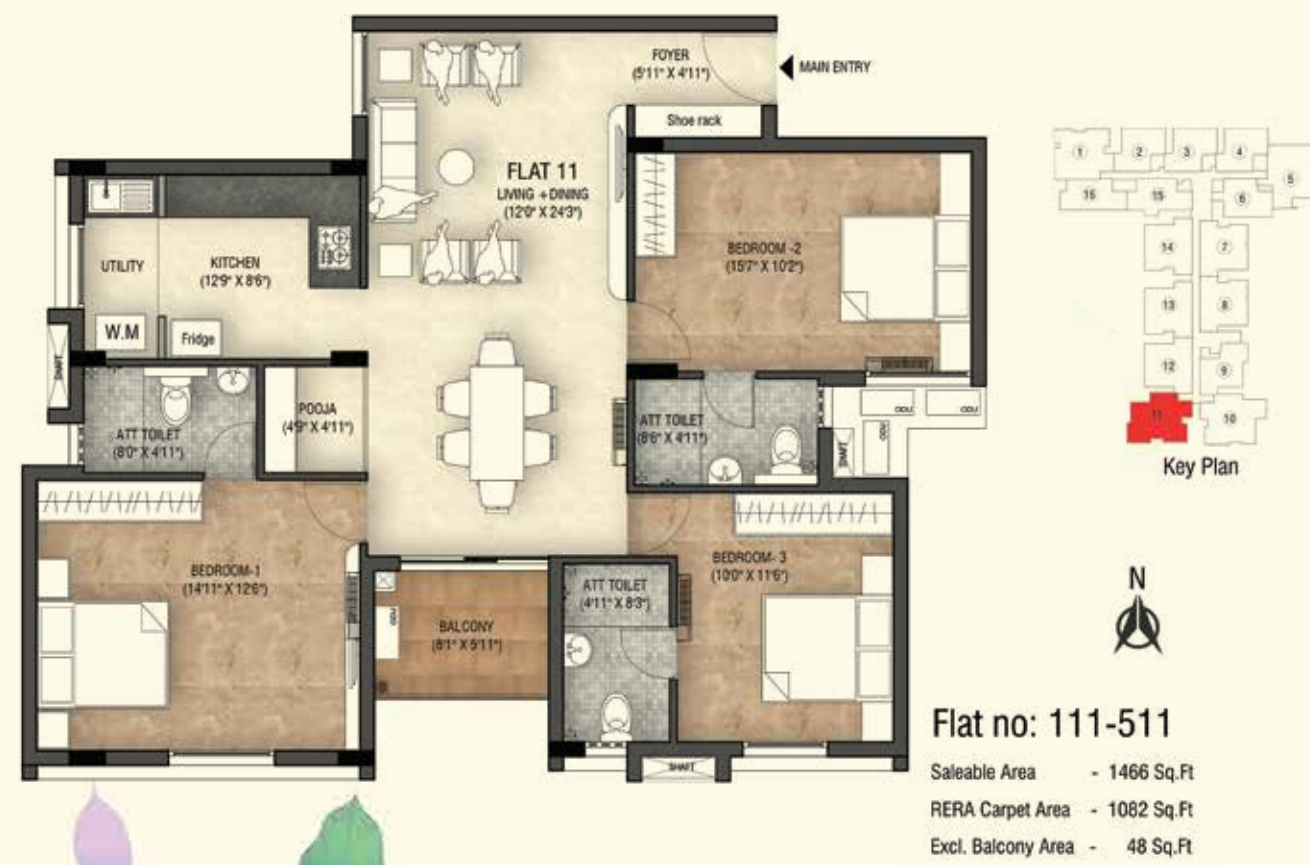 FOYER
(5'11" X 4'11")
MAIN ENTRY
Shoe rack
FLAT 11
LIVING + DINING
(12'0" X 24'3")
UTILITY
KITCHEN
(12'9" X 8'6")
W.M
Fridge
SHAFT
BEDROOM -2
(15'7" X 10'2")
POOJA
(4'9" X 4'11")
ATT TOILET
(8'0" X 4'11")
ATT TOILET
(8'6" X 4'11")
ODU
ODU
ODU
SHAFT
BEDROOM-1
(14'11" X 12'6")
BEDROOM- 3
(10'0" X 11'6")
ATT TOILET
(4'11" X 8'3")
ODU
BALCONY
(8'1" X 5'11")
SHAFT
1
2
3
4
5
16
15
6
14
7
13
8
12
9
11
10
Key Plan
N
Flat no: 111-511
Saleable Area - 1466 Sq.Ft
RERA Carpet Area - 1082 Sq.Ft
Excl. Balcony Area - 48 Sq.Ft